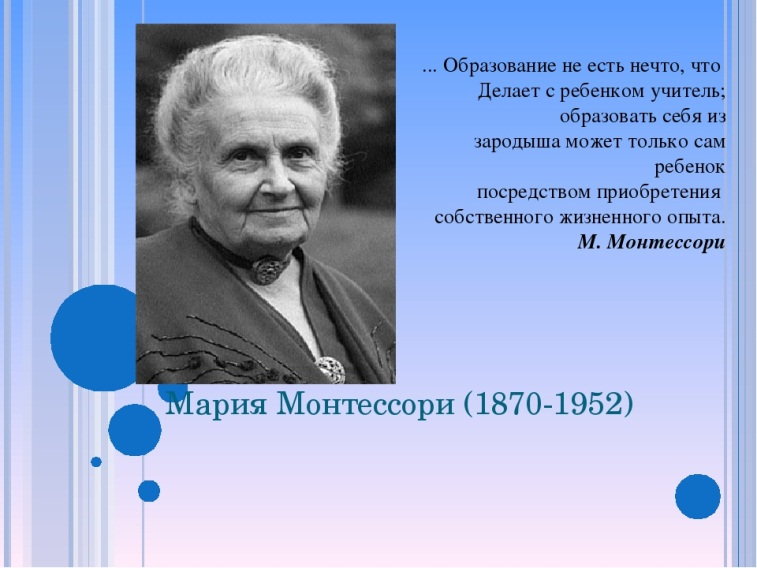 ... Образование не есть нечто, что
Делает с ребенком учитель;
образовать себя из
зародыша может только сам
ребенок
посредством приобретения
собственного жизненного опыта.
М. Монтессори
Мария Монтессори (1870-1952)